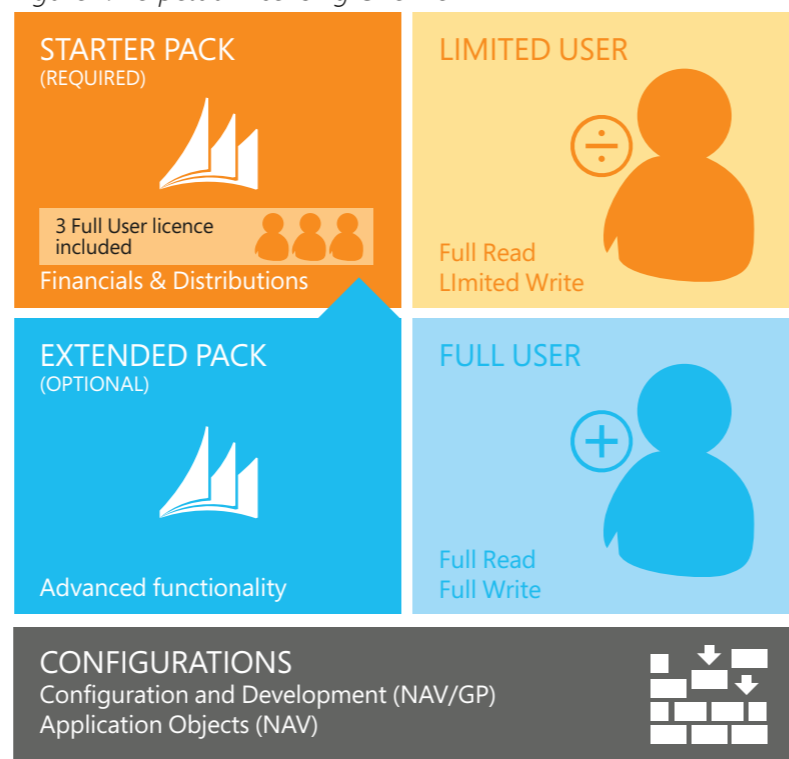 STARTER PACK
(REQUIRED)
3 Full User licence
included
Financials & Distributions
LIMITED USER
Full Read
LImited Write
EXTENDED PACK
(OPTIONAL)
Advanced functionality
FULL USER
Full Read
Full Write
CONFIGURATIONS
Configuration and Development (NAV/GP)
Application Objects (NAV)